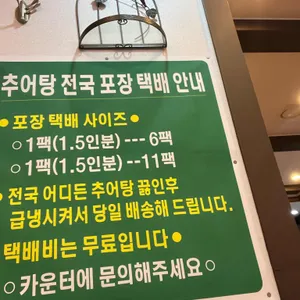 추어탕 전국 포장 택배 안내
● 포장 택배 사이즈 ●
○1팩(1.5인분) --- 6팩
○1팩(1.5인분) --11팩
● 전국 어디든 추어탕 끓인후
급냉시켜서 당일 배송해 드립니다.
택배비는 무료입니다●
○카운터에 문의해주세요○